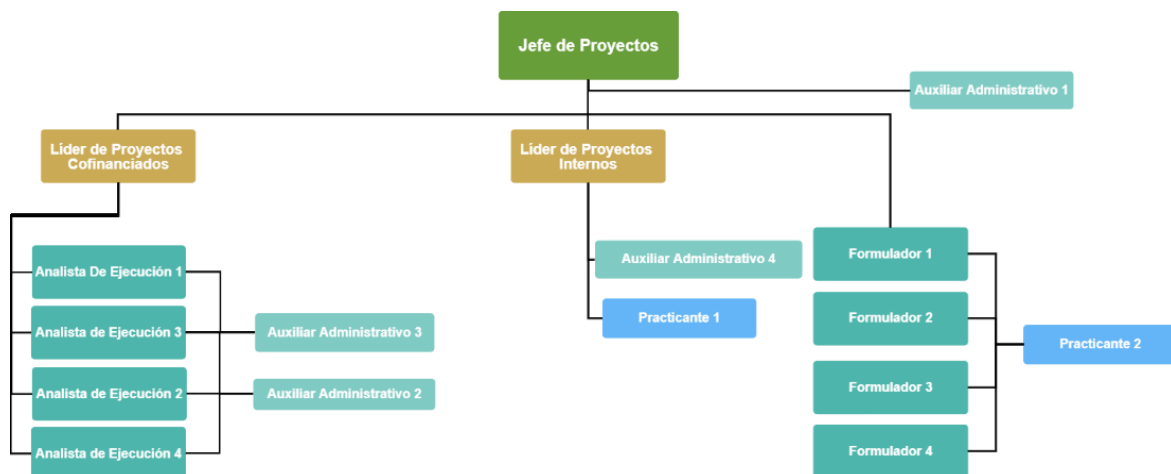 Jefe de Proyectos
Auxiliar Administrativo 1
Líder de Proyectos
Cofinanciados
Líder de Proyectos
Internos
Analista De Ejecución 1
Analista de Ejecución 3
Analista de Ejecución 2
Analista de Ejecución 4
Auxiliar Administrativo 3
Auxiliar Administrativo 2
Auxiliar Administrativo 4
Practicante 1
Formulador 1
Formulador 2
Formulador 3
Formulador 4
Practicante 2